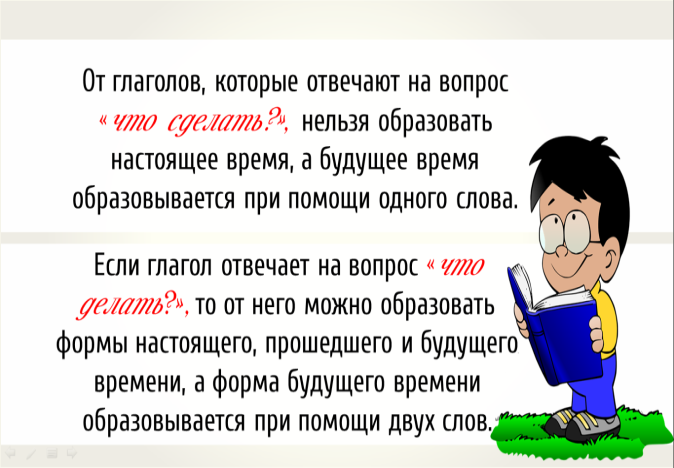 От глаголов, которые отвечают на вопрос
« что сделать?», нельзя образовать
настоящее время, а будущее время
образовывается при помощи одного слова.
Если глагол отвечает на вопрос « что
делать?», то от него можно образовать
формы настоящего, прошедшего и будущего
времени, а форма будущего времени
образовывается при помощи двух слов.